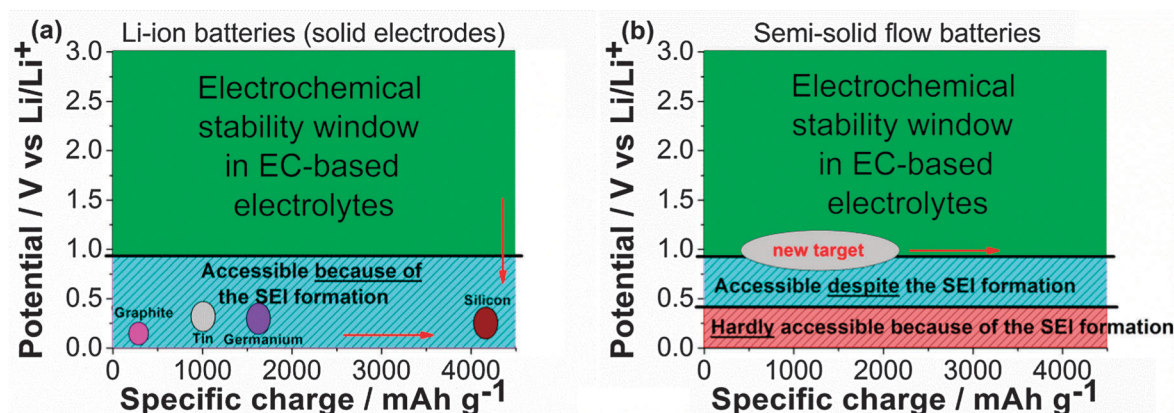 (a) Li-ion batteries (solid electrodes)
Potential / V vs Li/Li+
3.0
2.5
2.0
1.5
1.0
0.5
0.0
Electrochemical
stability window
in EC-based
electrolytes
Accessible because of
the SEI formation
Graphite
Tin
Germanium
Silicon
0 1000 2000 3000 4000
Specific charge / mAh g-1
(b) Semi-solid flow batteries
Potential / V vs Li/Li+
3.0
2.5
2.0
1.5
1.0
0.5
0.0
Electrochemical
stability window
in EC-based
electrolytes
new target
Accessible despite the SEI formation
Hardly accessible because of the SEI formation
0 1000 2000 3000 4000
Specific charge / mAh g-1